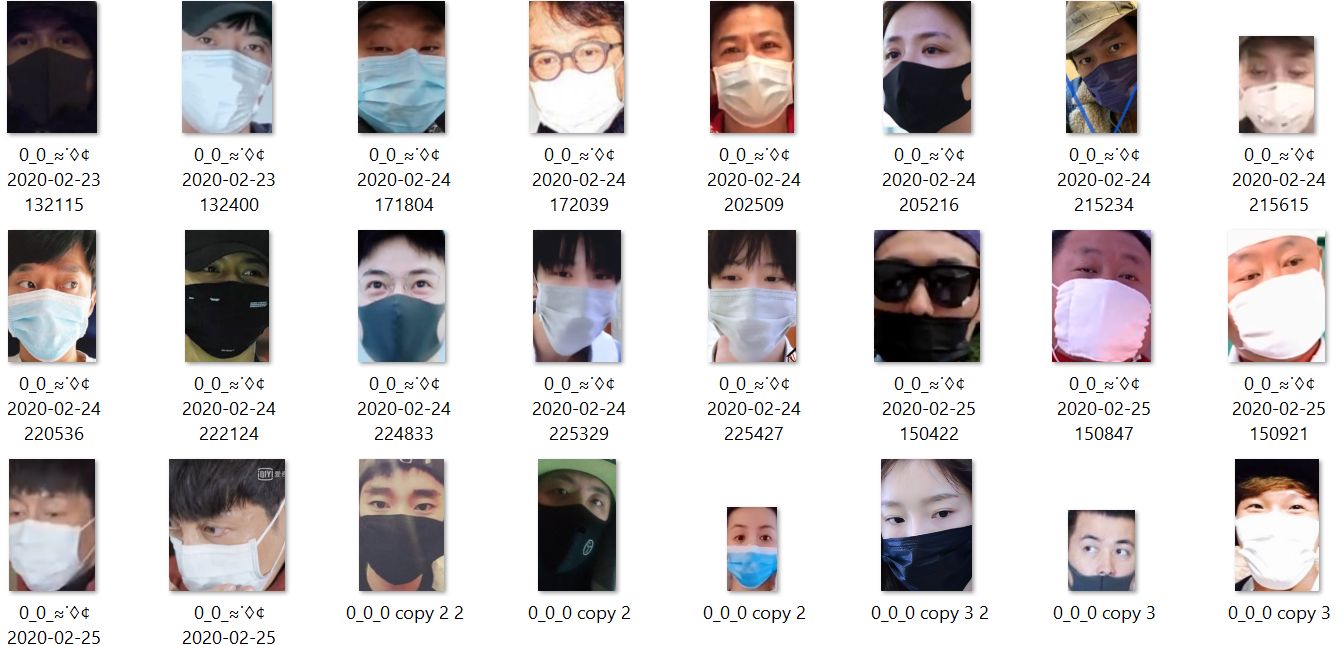 0_0_≈˙◊¢ 2020-02-23 132115
0_0_≈˙◊¢ 2020-02-23 132400
0_0_≈˙◊¢ 2020-02-24 171804
0_0_≈˙◊¢ 2020-02-24 172039
0_0_≈˙◊¢ 2020-02-24 202509
0_0_≈˙◊¢ 2020-02-24 205216
0_0_≈˙◊¢ 2020-02-24 215234
0_0_≈˙◊¢ 2020-02-24 215615
0_0_≈˙◊¢ 2020-02-24 220536
0_0_≈˙◊¢ 2020-02-24 222124
0_0_≈˙◊¢ 2020-02-24 224833
0_0_≈˙◊¢ 2020-02-24 225329
0_0_≈˙◊¢ 2020-02-24 225427
0_0_≈˙◊¢ 2020-02-25 150422
0_0_≈˙◊¢ 2020-02-25 150847
0_0_≈˙◊¢ 2020-02-25 150921
QIY
0_0_≈˙◊¢ 2020-02-25
0_0_≈˙◊¢ 2020-02-25
0_0_0 copy 2 2
0_0_0 copy 2
0_0_0 copy 2
0_0_0 copy 3 2
0_0_0 copy 3
0_0_0 copy 3